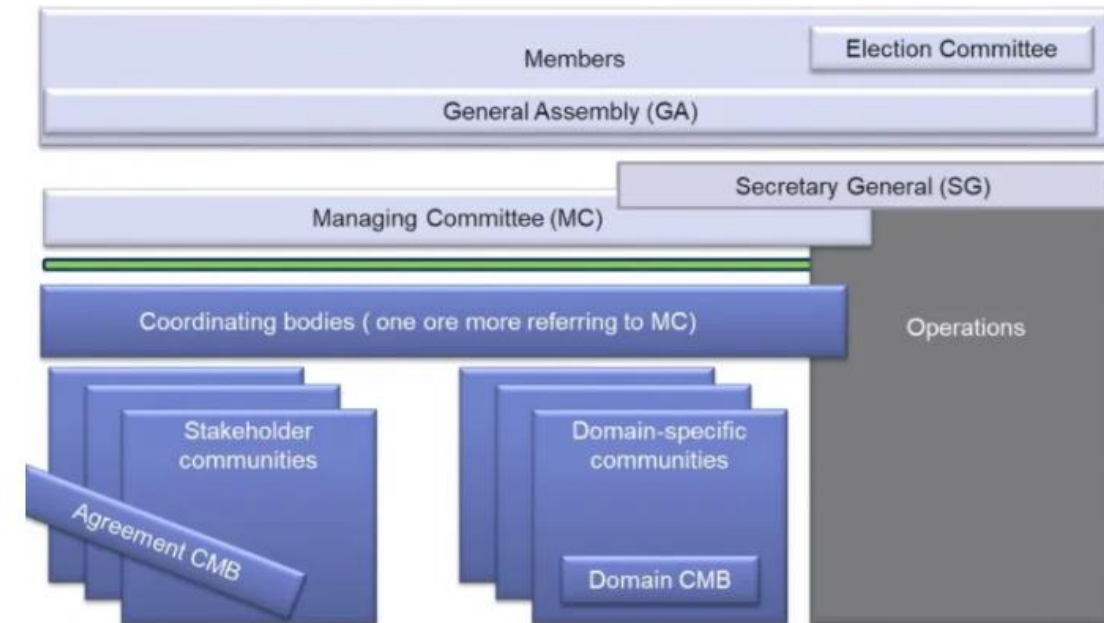 Election Committee
Members
General Assembly (GA)
Secretary General (SG)
Managing Committee (MC)
Coordinating bodies ( one ore more referring to MC)
Operations
Stakeholder
communities
Agreement CMB
Domain-specific
communities
Domain CMB